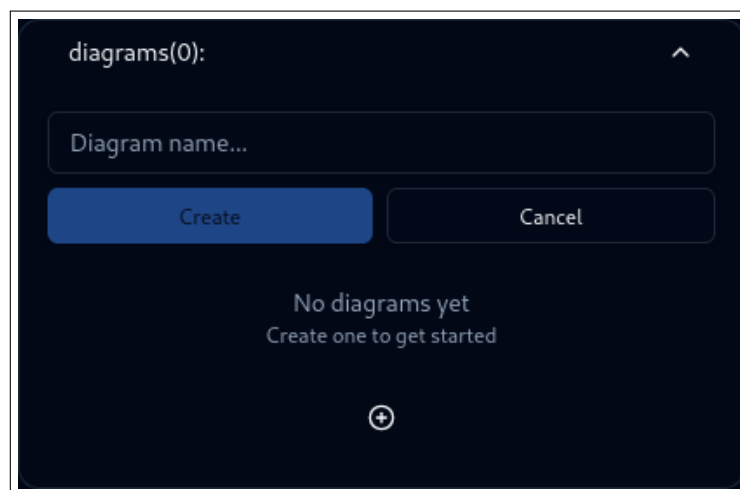 diagrams(0):
Diagram name...
Create
Cancel
No diagrams yet
Create one to get started